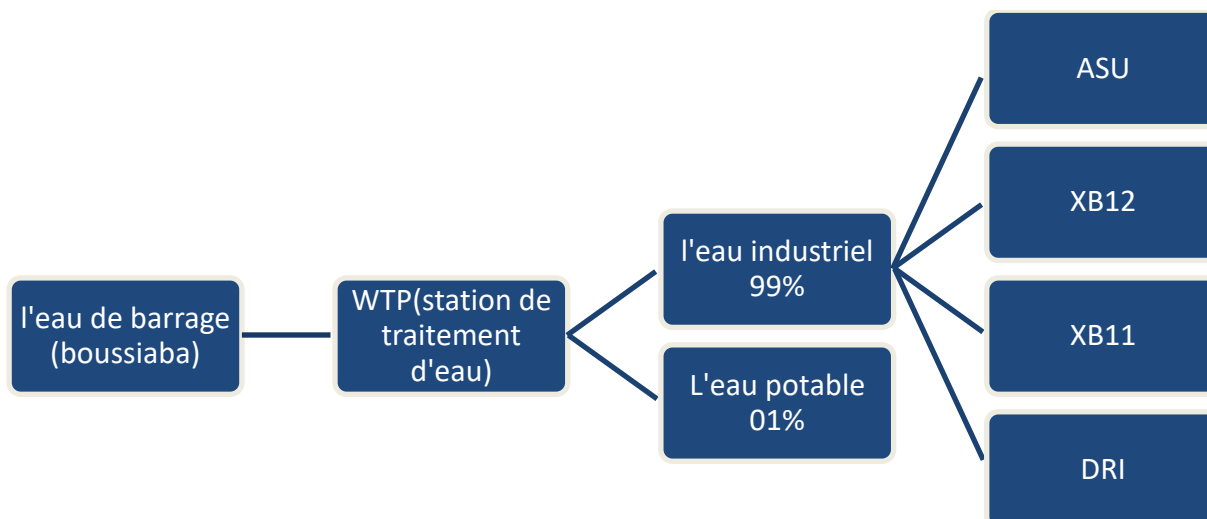 l'eau de barrage
(boussiaba)
WTP(station de
traitement
d'eau)
l'eau industriel
99%
L'eau potable
01%
ASU
XB12
XB11
DRI